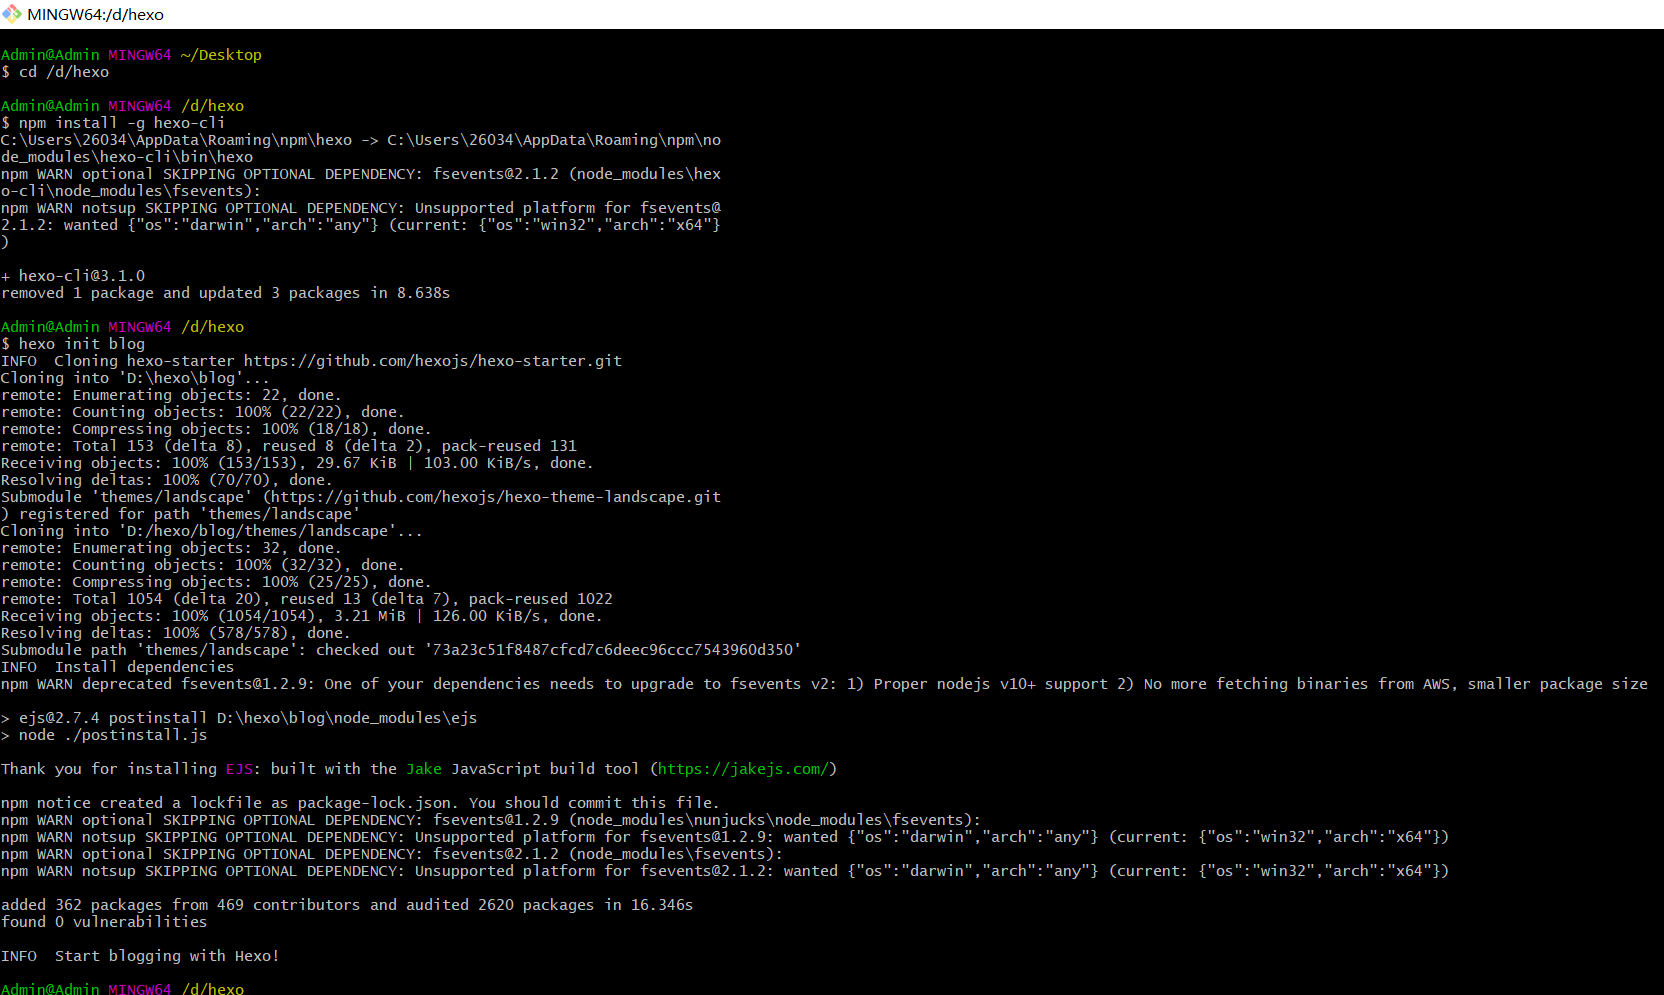 MINGW64:/d/hexo
Admin@Admin MINGW64 ~/Desktop
$ cd /d/hexo
Admin@Admin MINGW64 /d/hexo
$ npm install -g hexo-cli
C:\Users\26034\AppData\Roaming\npm\hexo -> C:\Users\26034\AppData\Roaming\npm\no
de_modules\hexo-cli\bin\hexo
npm WARN optional SKIPPING OPTIONAL DEPENDENCY: fsevents@2.1.2 (node_modules\hex
o-cli\node_modules\fsevents):
npm WARN notsup SKIPPING OPTIONAL DEPENDENCY: Unsupported platform for fsevents@
2.1.2: wanted {"os":"darwin","arch":"any"} (current: {"os":"win32","arch":"x64"}
)
+ hexo-cli@3.1.0
removed 1 package and updated 3 packages in 8.638s
Admin@Admin MINGW64 /d/hexo
$ hexo init blog
INFO  Cloning hexo-starter https://github.com/hexojs/hexo-starter.git
Cloning into 'D:\hexo\blog'...
remote: Enumerating objects: 22, done.
remote: Counting objects: 100% (22/22), done.
remote: Compressing objects: 100% (18/18), done.
remote: Total 153 (delta 8), reused 8 (delta 2), pack-reused 131
Receiving objects: 100% (153/153), 29.67 KiB | 103.00 KiB/s, done.
Resolving deltas: 100% (70/70), done.
Submodule 'themes/landscape' (https://github.com/hexojs/hexo-theme-landscape.git
) registered for path 'themes/landscape'
Cloning into 'D:/hexo/blog/themes/landscape'...
remote: Enumerating objects: 32, done.
remote: Counting objects: 100% (32/32), done.
remote: Compressing objects: 100% (25/25), done.
remote: Total 1054 (delta 20), reused 13 (delta 7), pack-reused 1022
Receiving objects: 100% (1054/1054), 3.21 MiB | 126.00 KiB/s, done.
Resolving deltas: 100% (578/578), done.
Submodule path 'themes/landscape': checked out '73a23c51f8487cfcd7c6deec96ccc7543960d350'
INFO  Install dependencies
npm WARN deprecated fsevents@1.2.9: One of your dependencies needs to upgrade to fsevents v2: 1) Proper nodejs v10+ support 2) No more fetching binaries from AWS, smaller package size
> ejs@2.7.4 postinstall D:\hexo\blog\node_modules\ejs
> node ./postinstall.js
Thank you for installing EJS: built with the Jake JavaScript build tool (https://jakejs.com/)
npm notice created a lockfile as package-lock.json. You should commit this file.
npm WARN optional SKIPPING OPTIONAL DEPENDENCY: fsevents@1.2.9 (node_modules\nunjucks\node_modules\fsevents):
npm WARN notsup SKIPPING OPTIONAL DEPENDENCY: Unsupported platform for fsevents@1.2.9: wanted {"os":"darwin","arch":"any"} (current: {"os":"win32","arch":"x64"})
npm WARN optional SKIPPING OPTIONAL DEPENDENCY: fsevents@2.1.2 (node_modules\fsevents):
npm WARN notsup SKIPPING OPTIONAL DEPENDENCY: Unsupported platform for fsevents@2.1.2: wanted {"os":"darwin","arch":"any"} (current: {"os":"win32","arch":"x64"})
added 362 packages from 469 contributors and audited 2620 packages in 16.346s
found 0 vulnerabilities
INFO  Start blogging with Hexo!
Admin@Admin MINGW64 /d/hexo